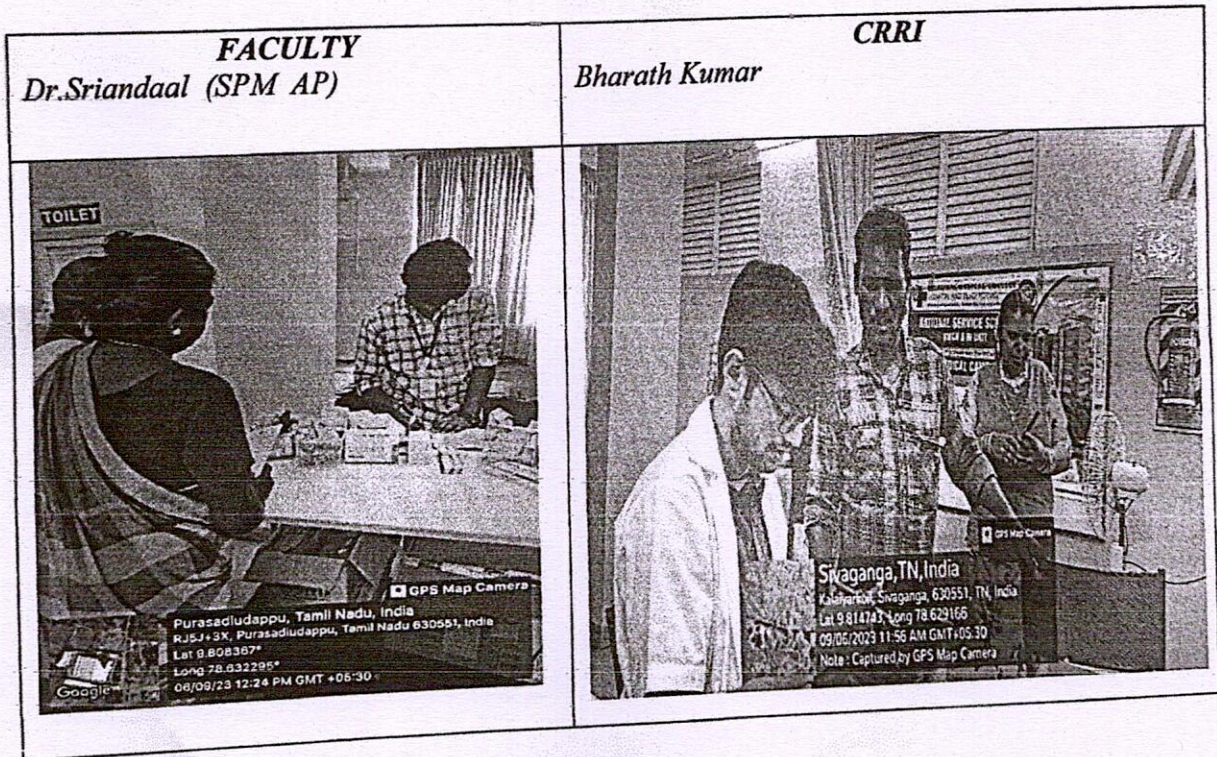 FACULTY
Dr.Sriandaal (SPM AP)
CRRI
Bharath Kumar
TOILET
GPS Map Camera
Purasadiudappu, Tamil Nadu, India
RJ5J+3X, Purasadiudappu, Tamil Nadu 630551, India
Lat 9.808367°
Long 78.632295°
06/09/23 12:24 PM GMT +05:30
Google
NATIONAL SERVICE
GPS Map Camera
Sivaganga, TN, India
Kalaiyarkoil, Sivaganga, 630551, TN, India
Lat 9.814743, Long 78.629166
09/06/2023 11:56 AM GMT+05:30
Note : Captured by GPS Map Camera